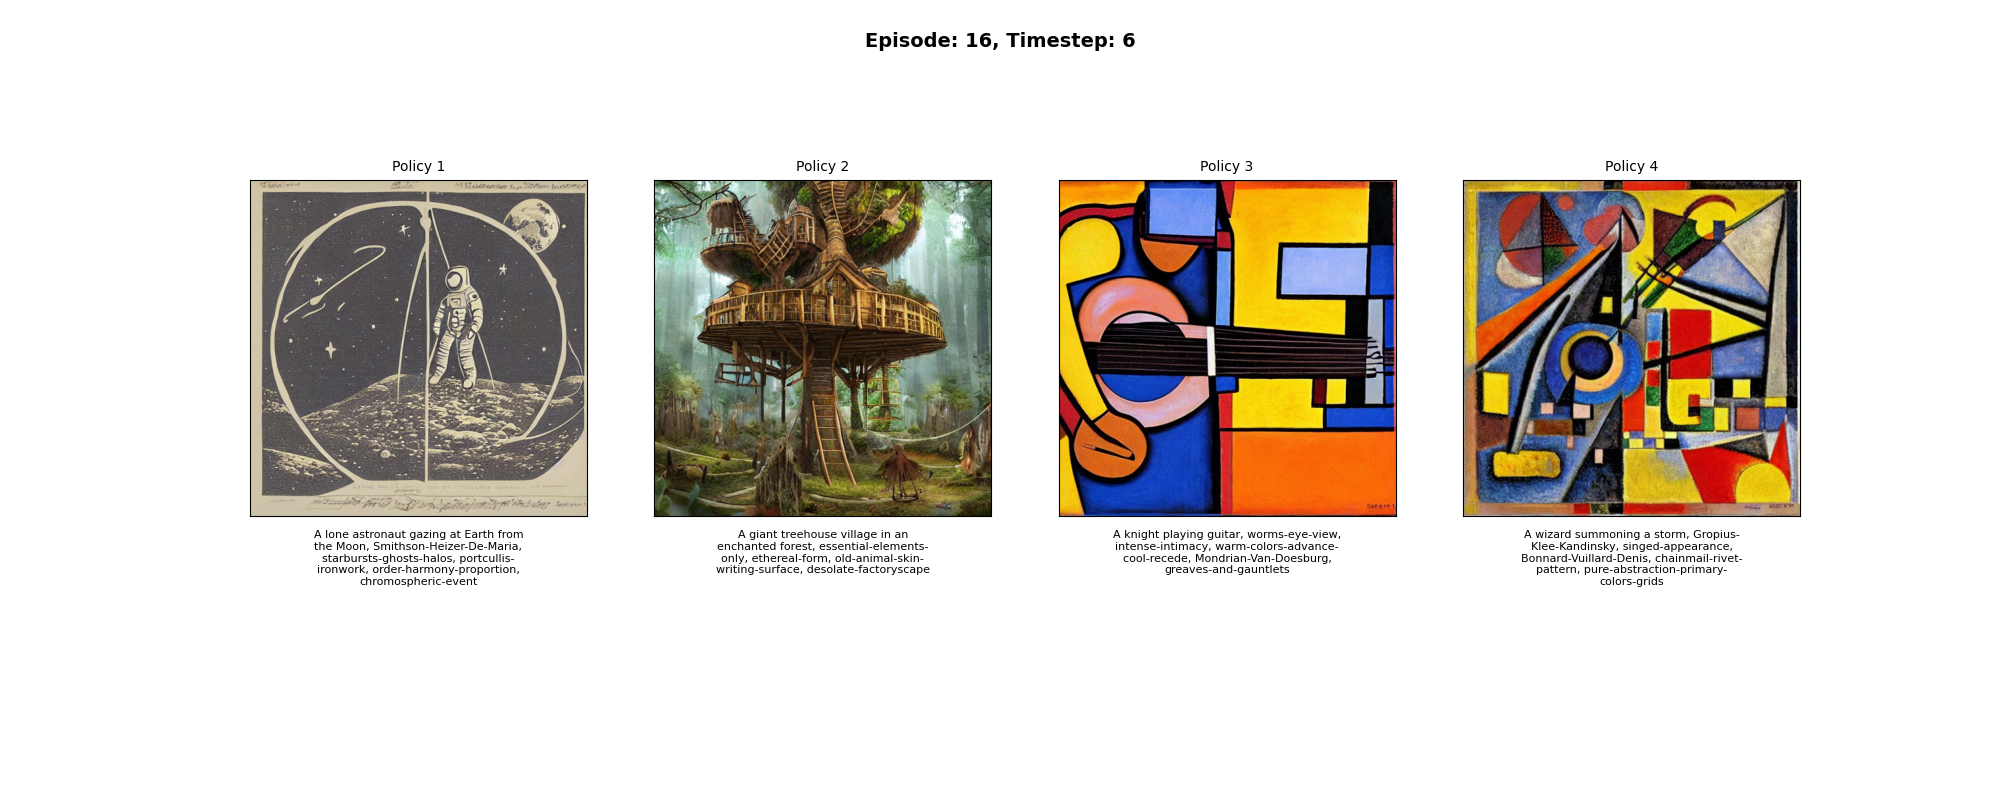 Episode: 16, Timestep: 6
Policy 1
Policy 2
Policy 3
Policy 4
A lone astronaut gazing at Earth from
the Moon, Smithson-Heizer-De-Maria,
starbursts-ghosts-halos, portcullis-
ironwork, order-harmony-proportion,
chromospheric-event
A giant treehouse village in an
enchanted forest, essential-elements-
only, ethereal-form, old-animal-skin-
writing-surface, desolate-factoryscape
A knight playing guitar, worms-eye-view,
intense-intimacy, warm-colors-advance-
cool-recede, Mondrian-Van-Doesburg,
greaves-and-gauntlets
A wizard summoning a storm, Gropius-
Klee-Kandinsky, singed-appearance,
Bonnard-Vuillard-Denis, chainmail-rivet-
pattern, pure-abstraction-primary-
colors-grids